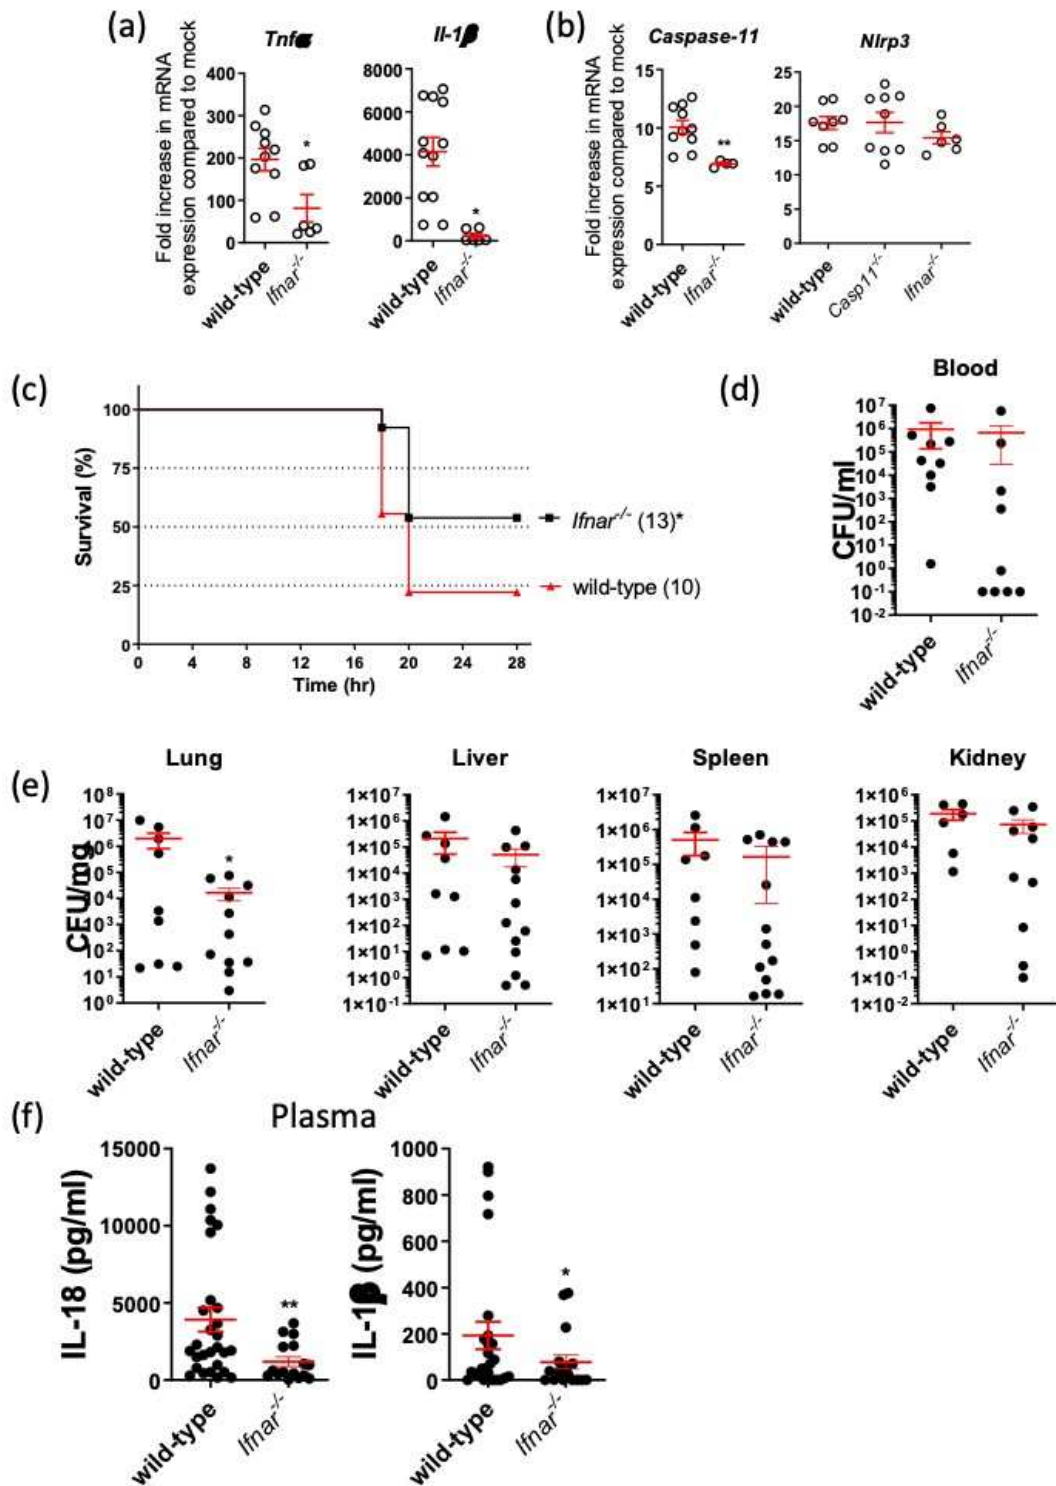 (a)
Tnfα
Il-1β
Fold increase in mRNA
expression compared to mock
400
300
200
100
0
*
wild-type
Ifnar-/-
8000
6000
4000
2000
0
*
wild-type
Ifnar-/-
(b)
Caspase-11
Nlrp3
Fold increase in mRNA
expression compared to mock
15
10
5
0
**
wild-type
Ifnar-/-
25
20
15
10
5
0
wild-type
Casp11-/-
Ifnar-/-
(c)
Survival (%)
100
75
50
25
0
0 4 8 12 16 20 24 28
Time (hr)
Ifnar-/- (13)*
wild-type (10)
(d)
Blood
CFU/ml
10^7
10^6
10^5
10^4
10^3
10^2
10^1
10^0
10^-1
10^-2
wild-type
Ifnar-/-
(e)
Lung
CFU/mg
10^8
10^7
10^6
10^5
10^4
10^3
10^2
10^1
10^0
*
wild-type
Ifnar-/-
Liver
1×10^7
1×10^6
1×10^5
1×10^4
1×10^3
1×10^2
1×10^1
1×10^0
1×10^-1
wild-type
Ifnar-/-
Spleen
1×10^7
1×10^6
1×10^5
1×10^4
1×10^3
1×10^2
1×10^1
wild-type
Ifnar-/-
Kidney
1×10^6
1×10^5
1×10^4
1×10^3
1×10^2
1×10^1
1×10^0
1×10^-1
1×10^-2
wild-type
Ifnar-/-
(f)
Plasma
IL-18 (pg/ml)
15000
10000
5000
0
**
wild-type
Ifnar-/-
IL-1β (pg/ml)
1000
800
600
400
200
0
*
wild-type
Ifnar-/-